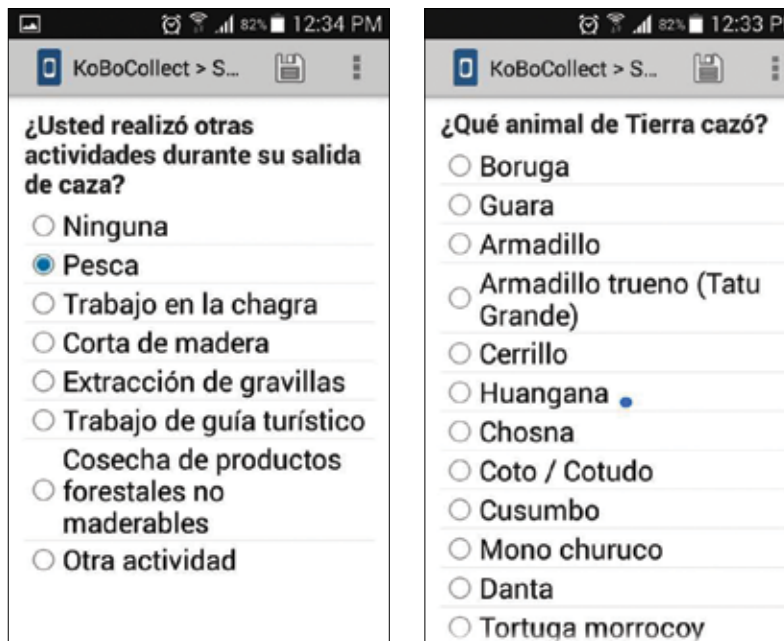 82% 12:34 PM
KoBoCollect > S...
¿Usted realizó otras
actividades durante su salida
de caza?
Ninguna
Pesca
Trabajo en la chagra
Corta de madera
Extracción de gravillas
Trabajo de guía turístico
Cosecha de productos
forestales no
maderables
Otra actividad
82% 12:33 P
KoBoCollect > S...
¿Qué animal de Tierra cazó?
Boruga
Guara
Armadillo
Armadillo trueno (Tatu
Grande)
Cerrillo
Huangana
Chosna
Coto / Cotudo
Cusumbo
Mono churuco
Danta
Tortuga morrocoy